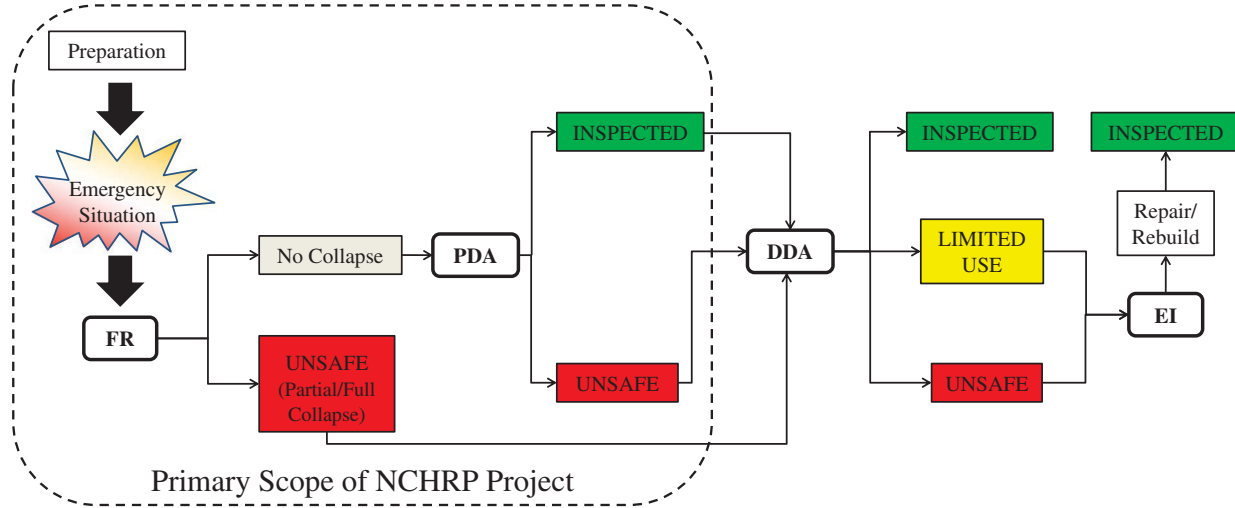 Preparation
Emergency
Situation
FR
No Collapse
UNSAFE
(Partial/Full
Collapse)
PDA
INSPECTED
UNSAFE
DDA
INSPECTED
LIMITED
USE
UNSAFE
EI
Repair/
Rebuild
INSPECTED
Primary Scope of NCHRP Project